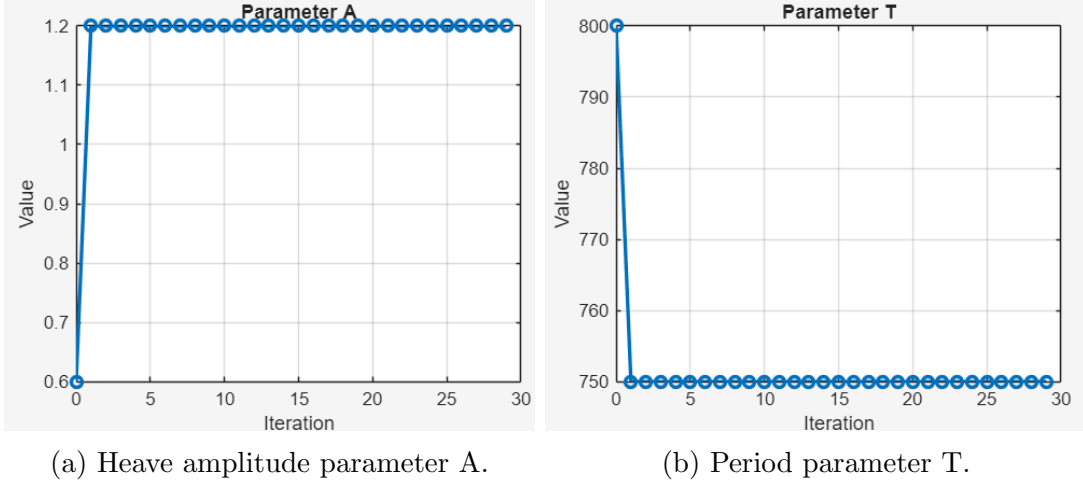 Parameter A
Value
1.2
1.1
1
0.9
0.8
0.7
0.6
0 5 10 15 20 25 30
Iteration
(a) Heave amplitude parameter A.
Parameter T
Value
800
790
780
770
760
750
0 5 10 15 20 25 30
Iteration
(b) Period parameter T.